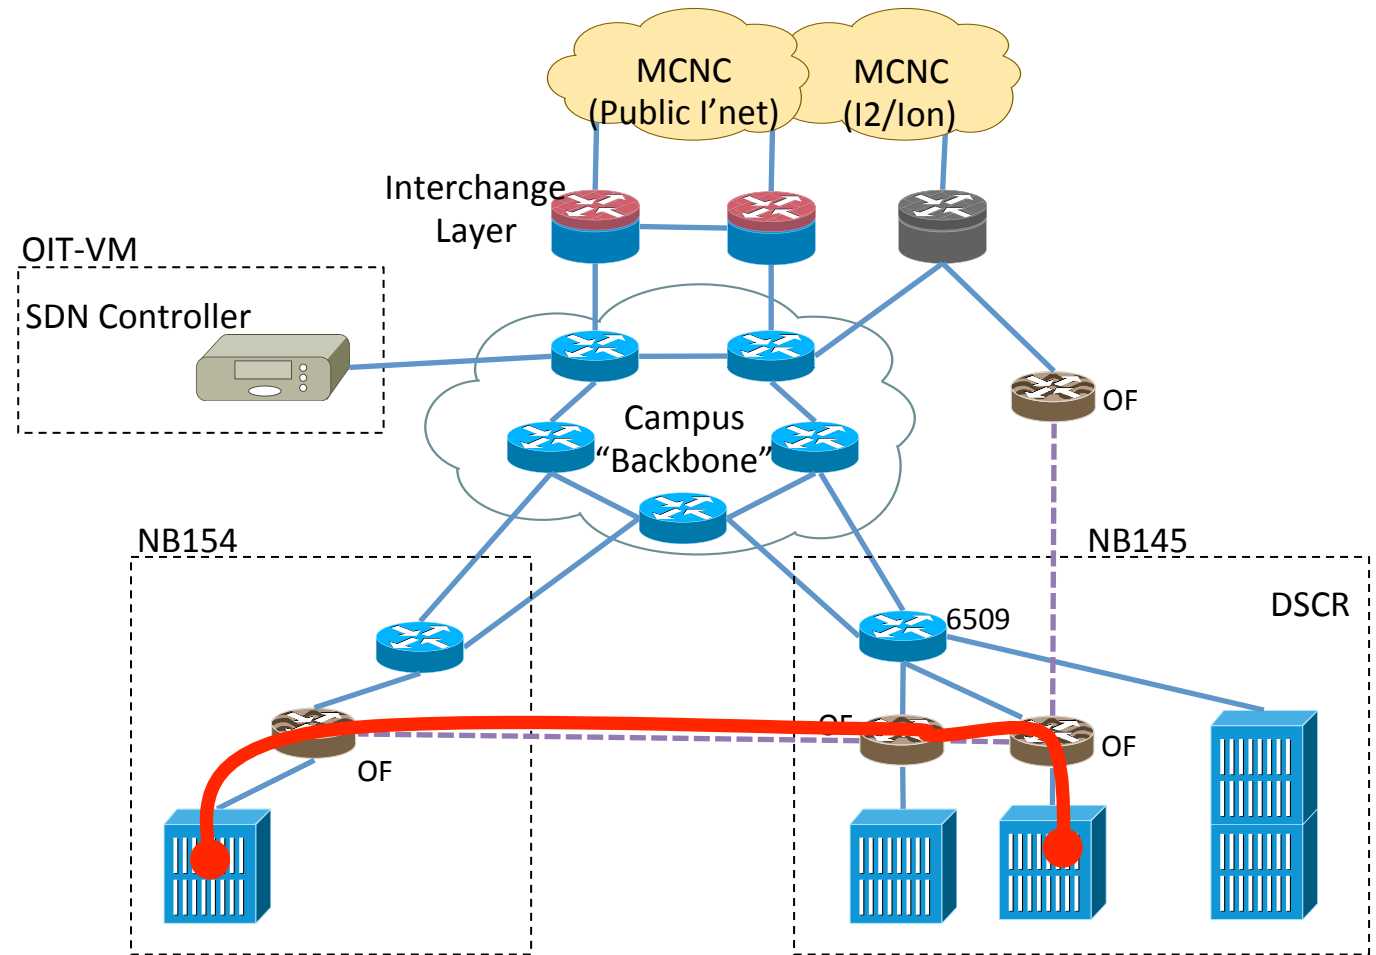 MCNC
(Public I’net)
MCNC
(I2/Ion)
Interchange
Layer
OIT-VM
SDN Controller
OF
Campus
“Backbone”
NB154
NB145
DSCR
6509
OF
OF
OF